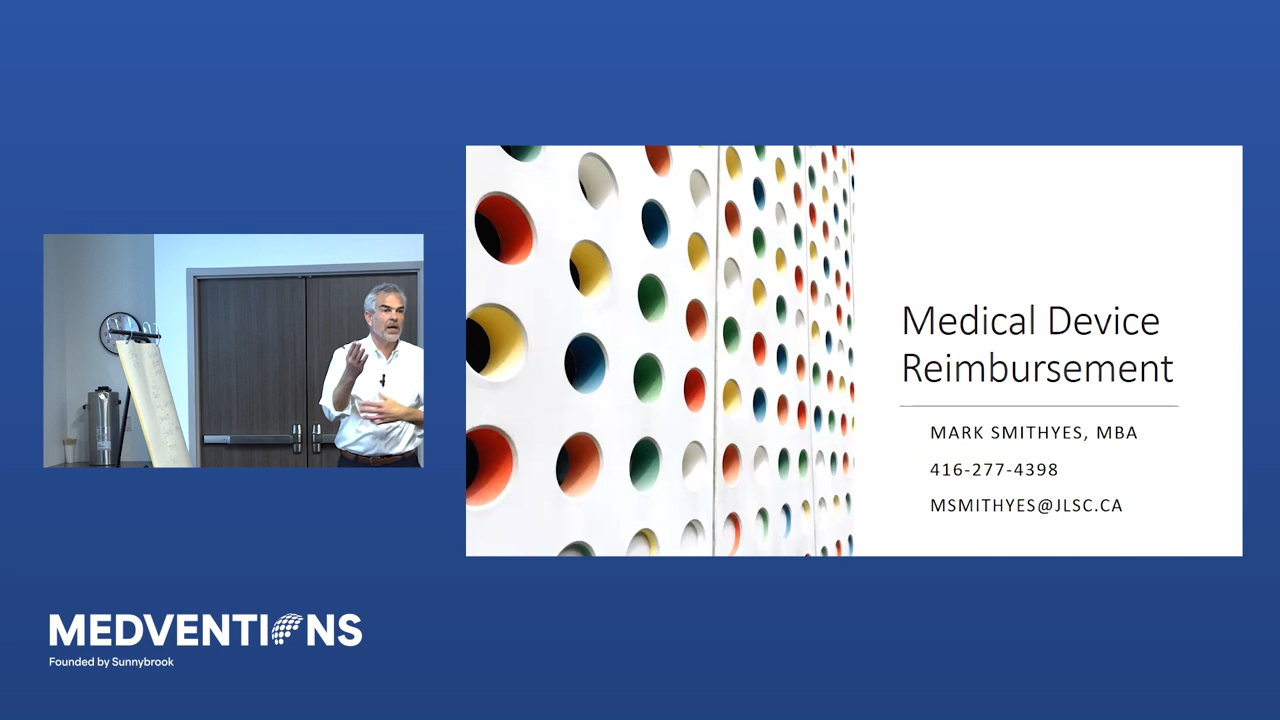 Medical Device
Reimbursement
MARK SMITHYES, MBA
416-277-4398
MSMITHYES@JLSC.CA
MEDVENTIONS
Founded by Sunnybrook